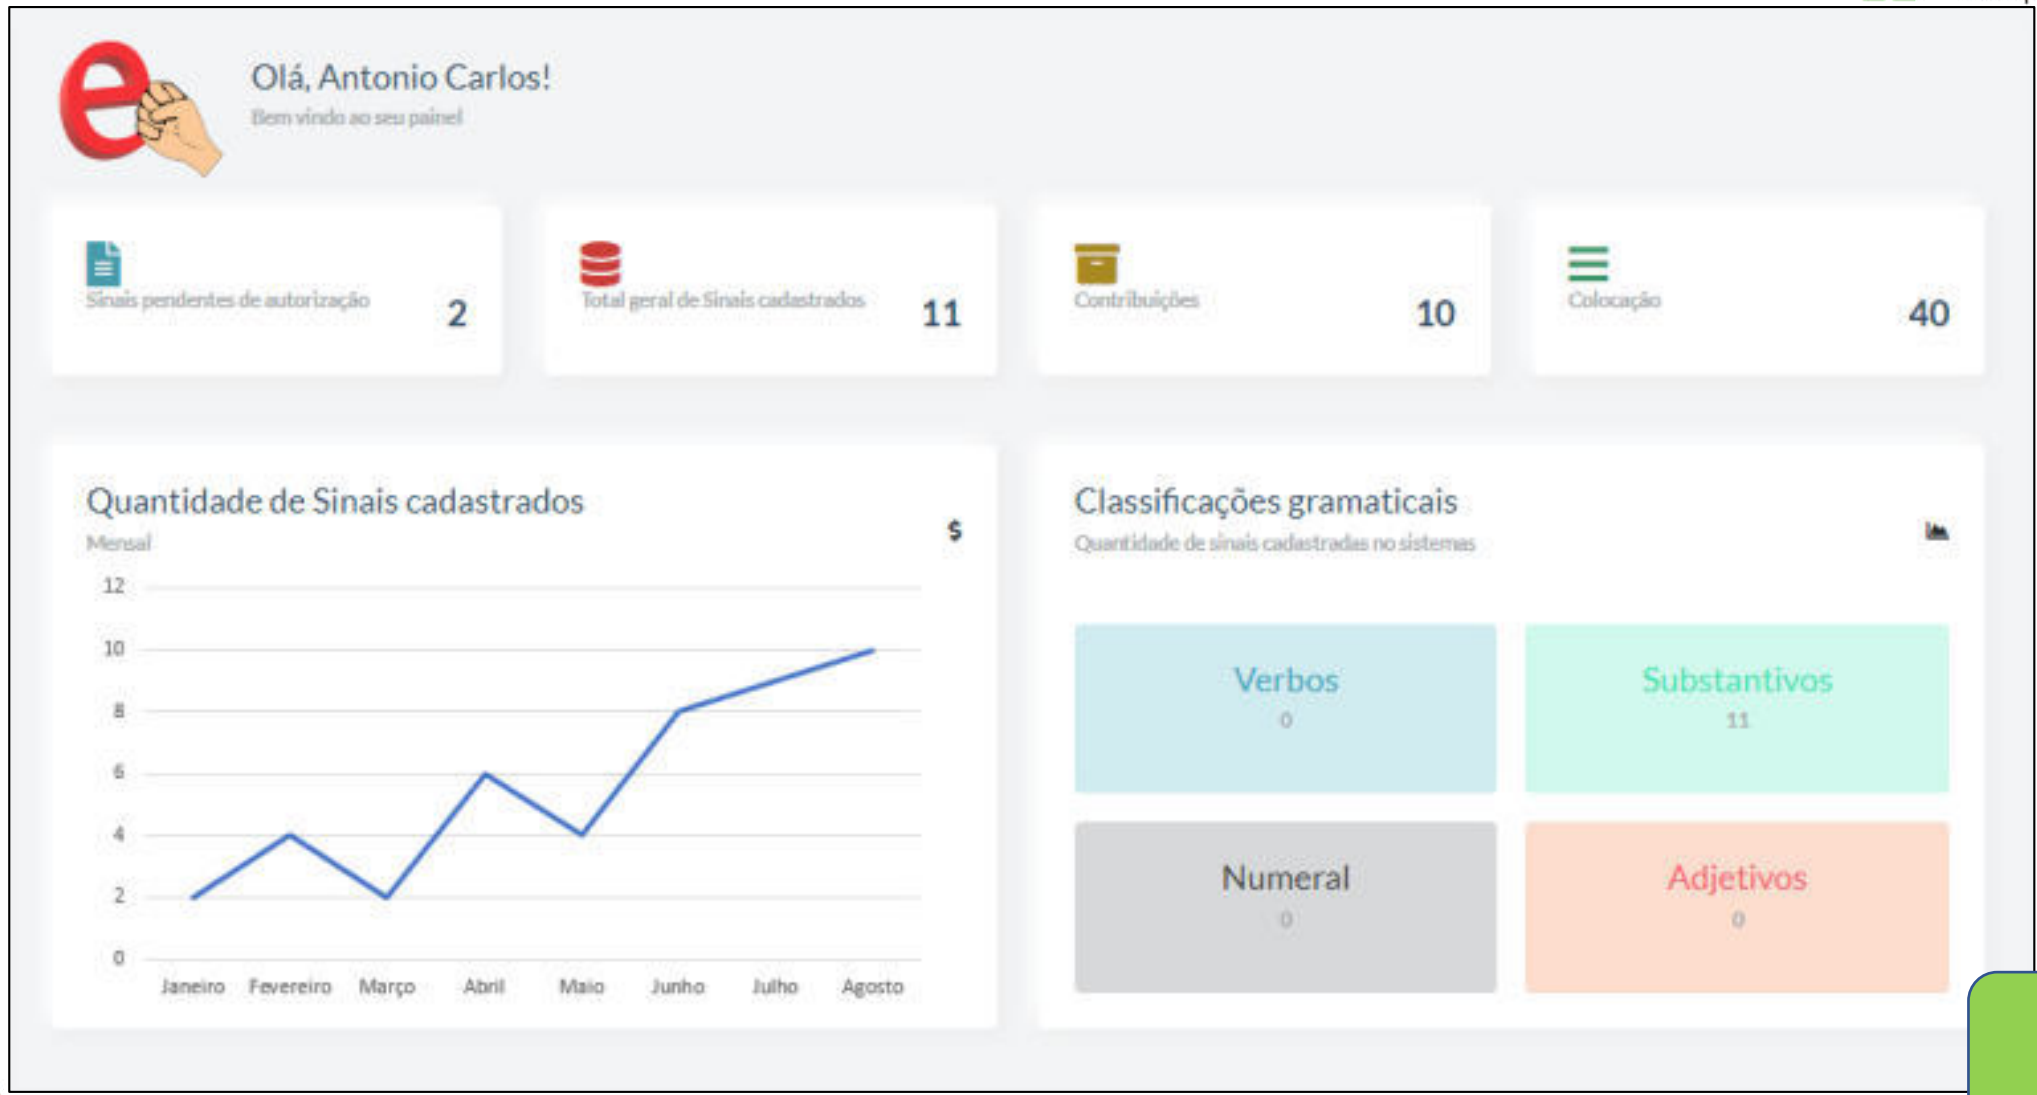 Olá, Antonio Carlos!
Bem vindo ao seu painel
Sinais pendentes de autorização
2
Total geral de Sinais cadastrados
11
Contribuições
10
Colocação
40
Quantidade de Sinais cadastrados
Mensal
$
12
10
8
6
4
2
0
Janeiro Fevereiro Março Abril Maio Junho Julho Agosto
Classificações gramaticais
Quantidade de sinais cadastradas no sistemas
Verbos
0
Substantivos
11
Numeral
0
Adjetivos
0